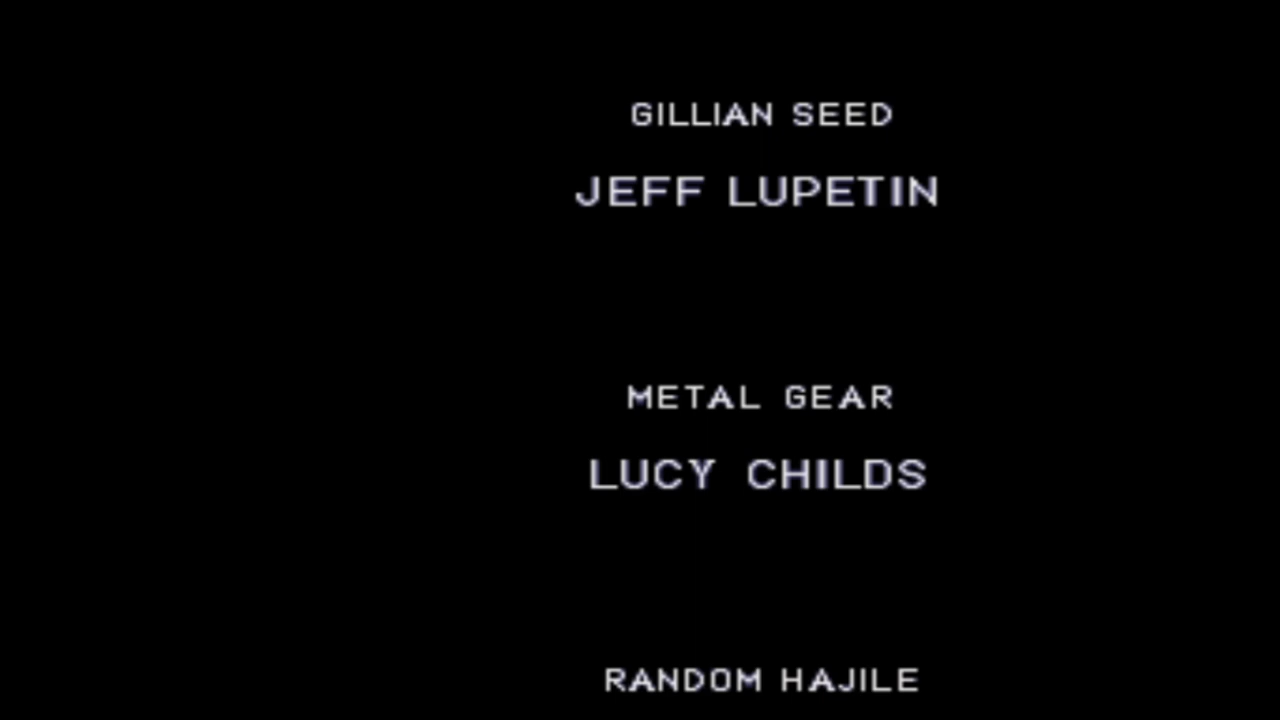 GILLIAN SEED
JEFF LUPETIN
METAL GEAR
LUCY CHILDS
RANDOM HAJILE